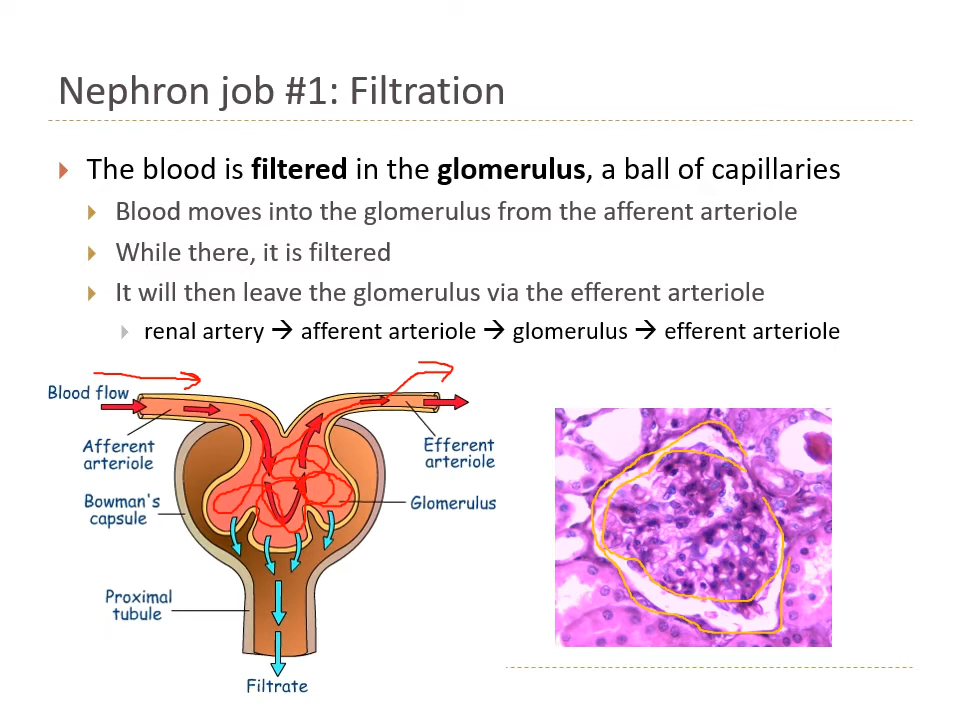 Nephron job #1: Filtration
The blood is filtered in the glomerulus, a ball of capillaries
Blood moves into the glomerulus from the afferent arteriole
While there, it is filtered
It will then leave the glomerulus via the efferent arteriole
renal artery → afferent arteriole → glomerulus → efferent arteriole
Blood flow
Afferent
arteriole
Bowman's
capsule
Proximal
tubule
Efferent
arteriole
Glomerulus
Filtrate